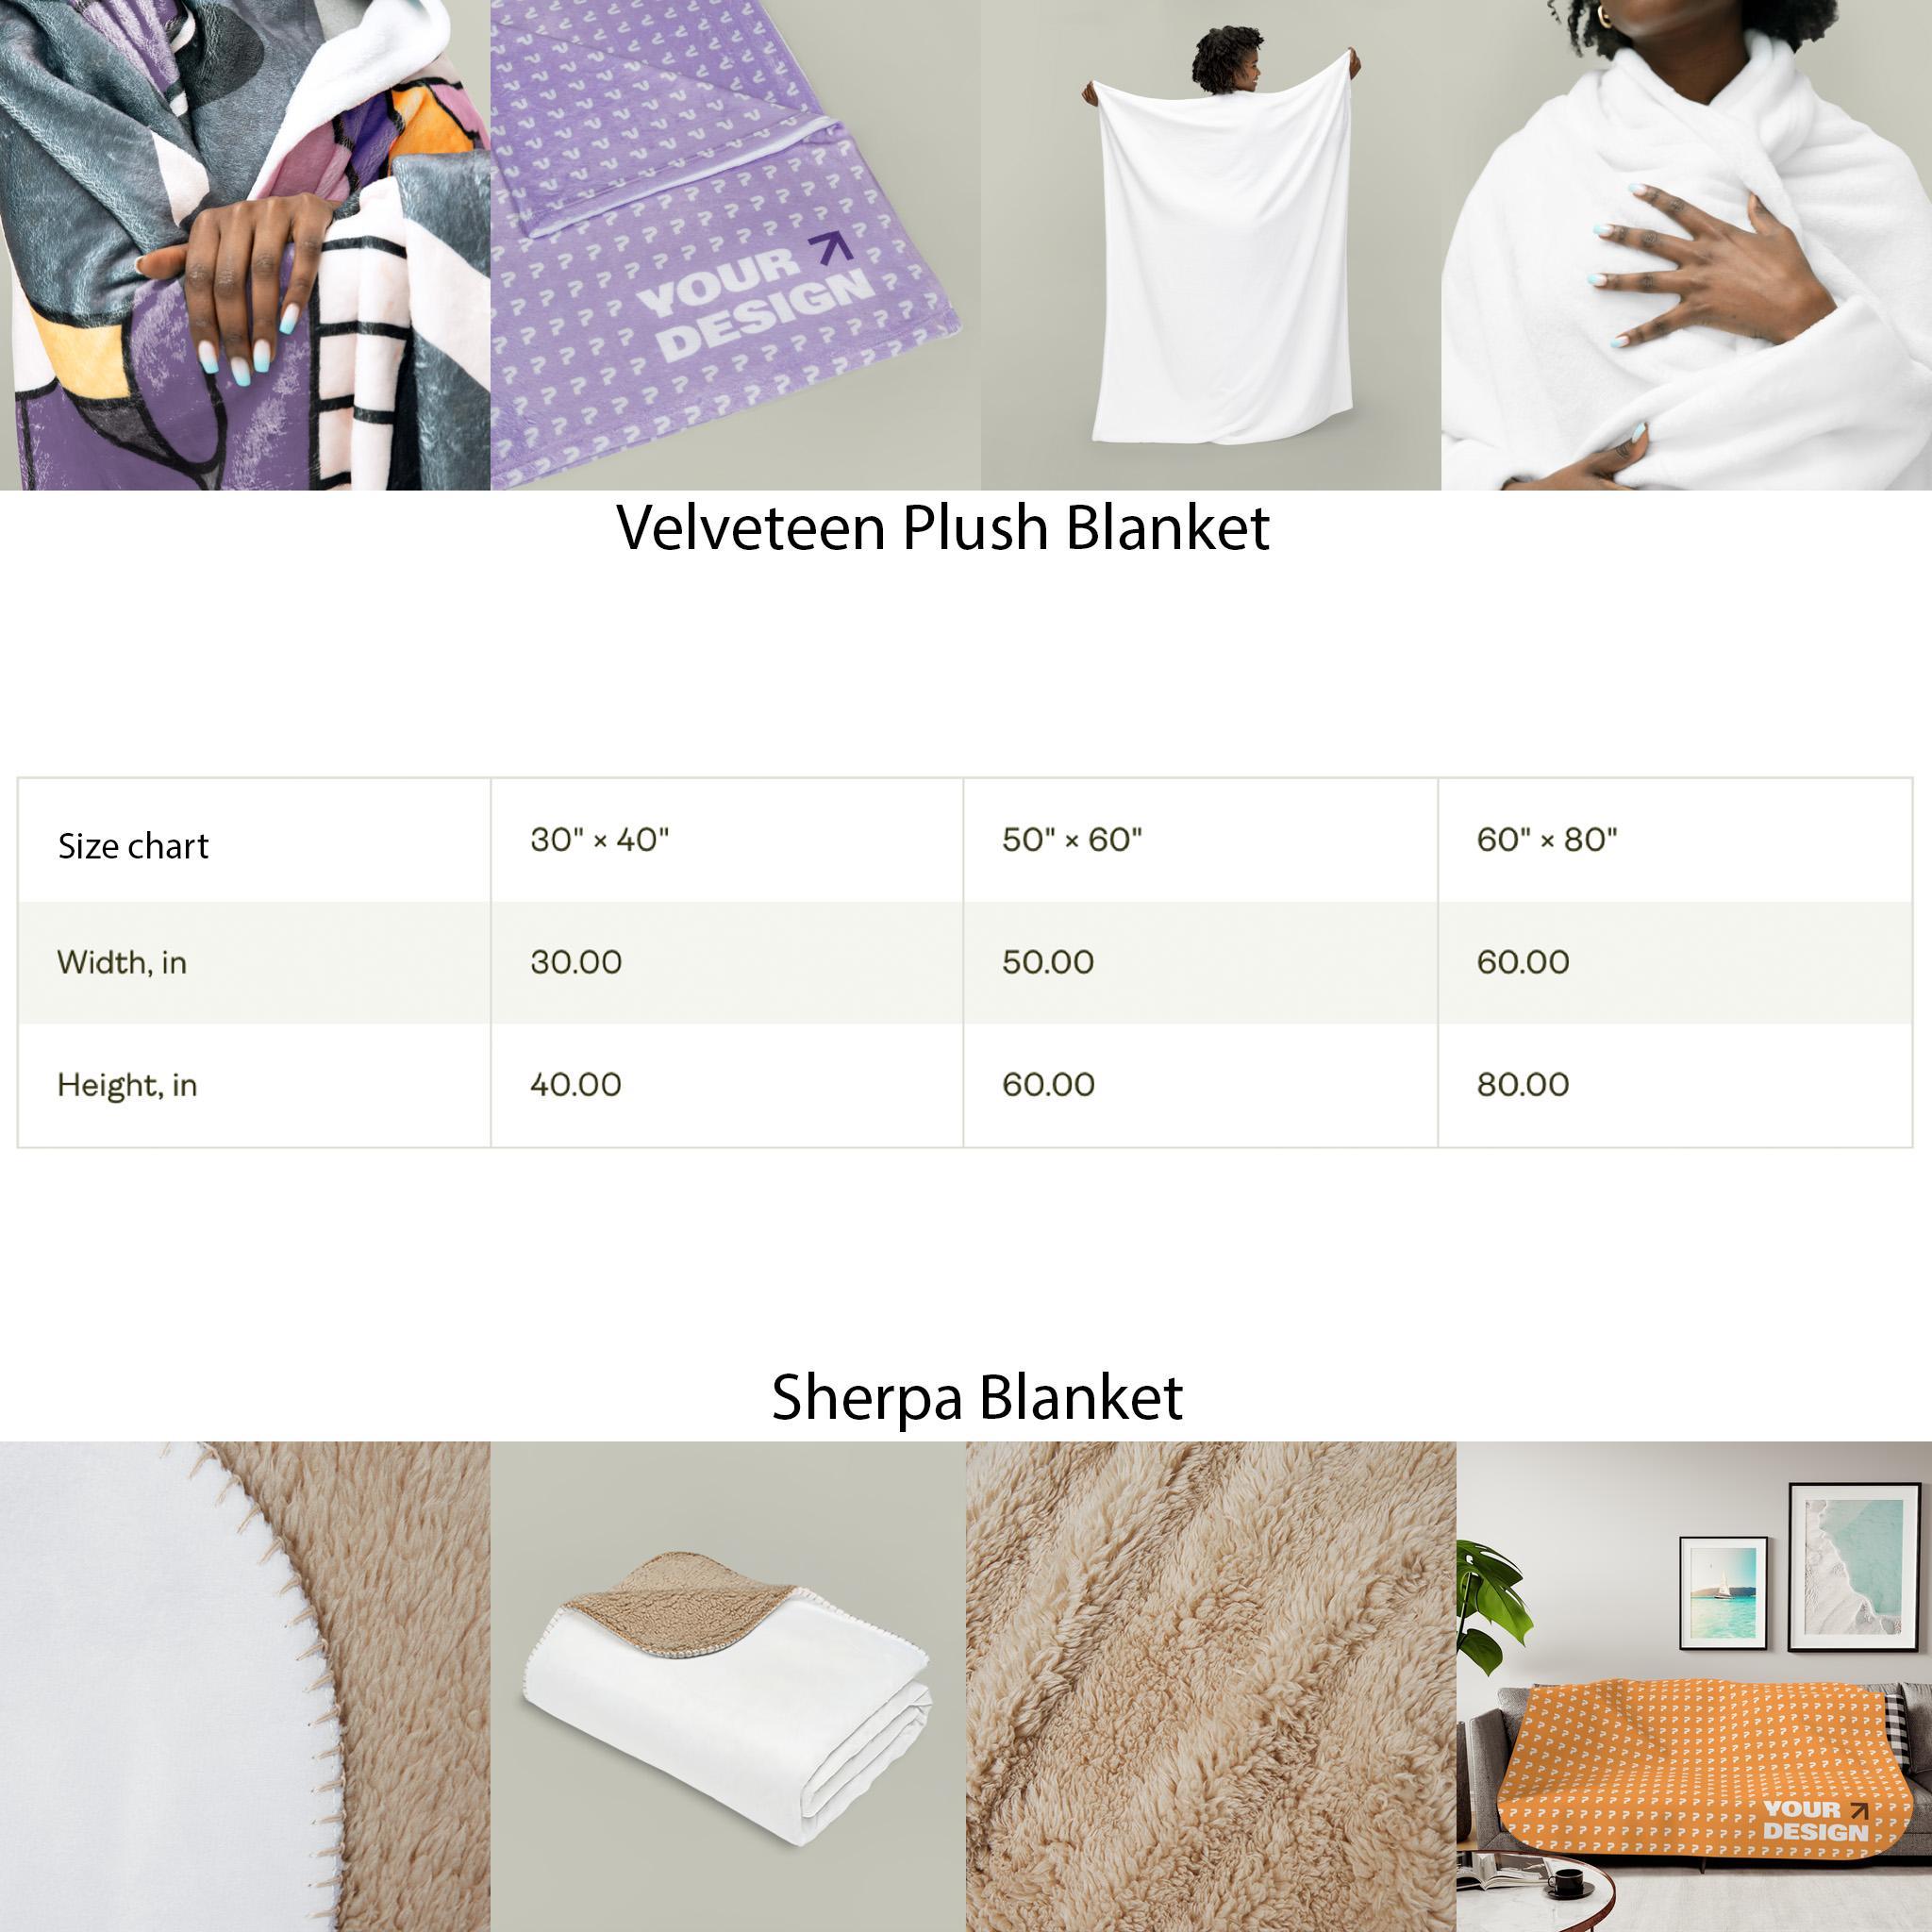 YOUR
DESIGN
Velveteen Plush Blanket
Size chart 30" × 40" 50" × 60" 60" × 80"
Width, in 30.00 50.00 60.00
Height, in 40.00 60.00 80.00
Sherpa Blanket
YOUR
DESIGN